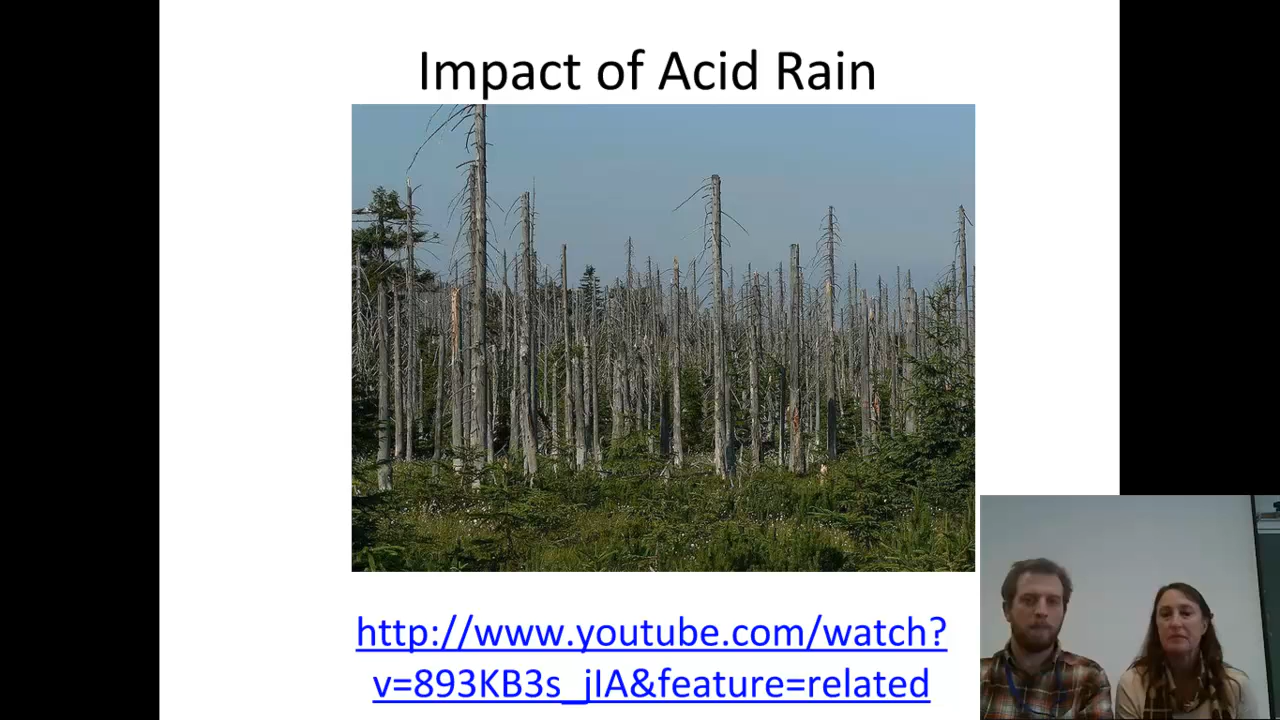 Impact of Acid Rain
http://www.youtube.com/watch?
v=893KB3s_jIA&feature=related